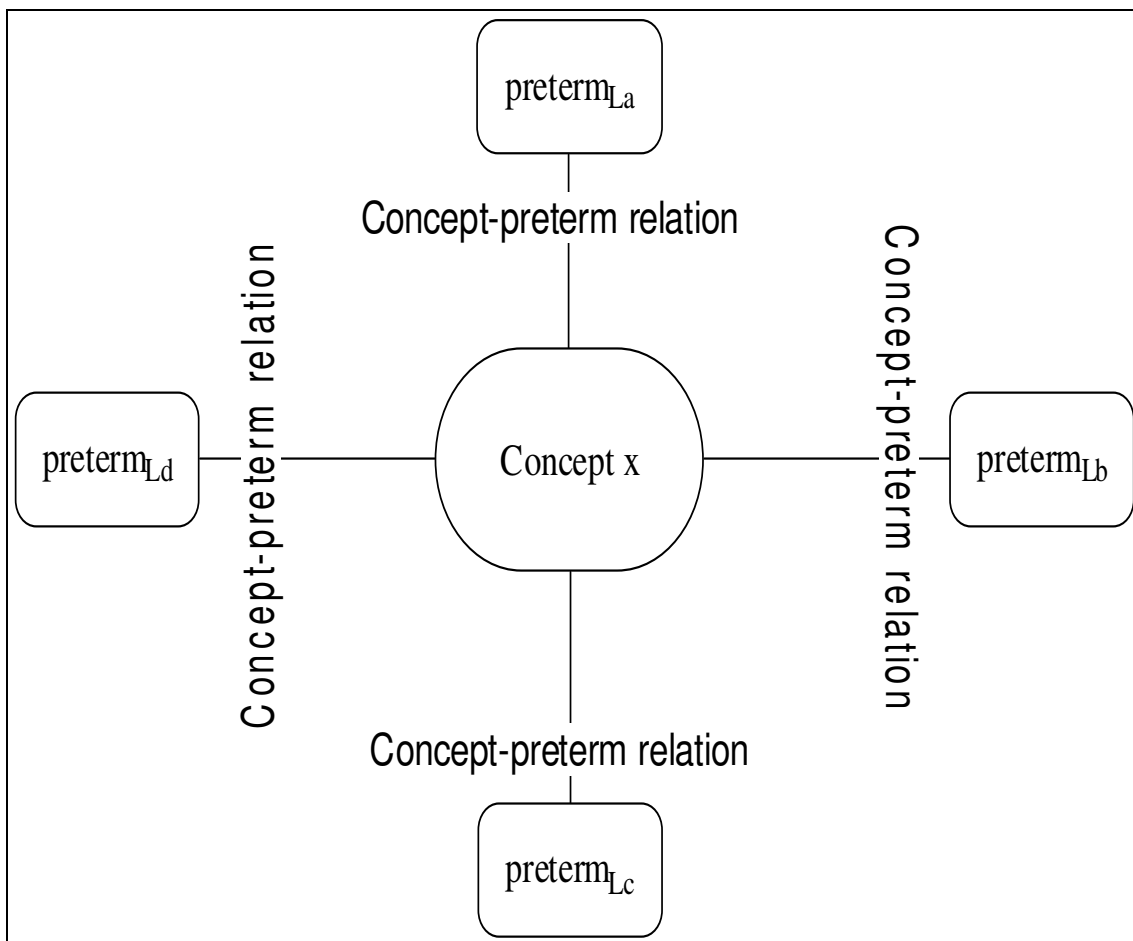 preterm_La
Concept-preterm relation
Concept-preterm relation
Concept-preterm relation
preterm_Ld
Concept x
preterm_Lb
Concept-preterm relation
preterm_Lc